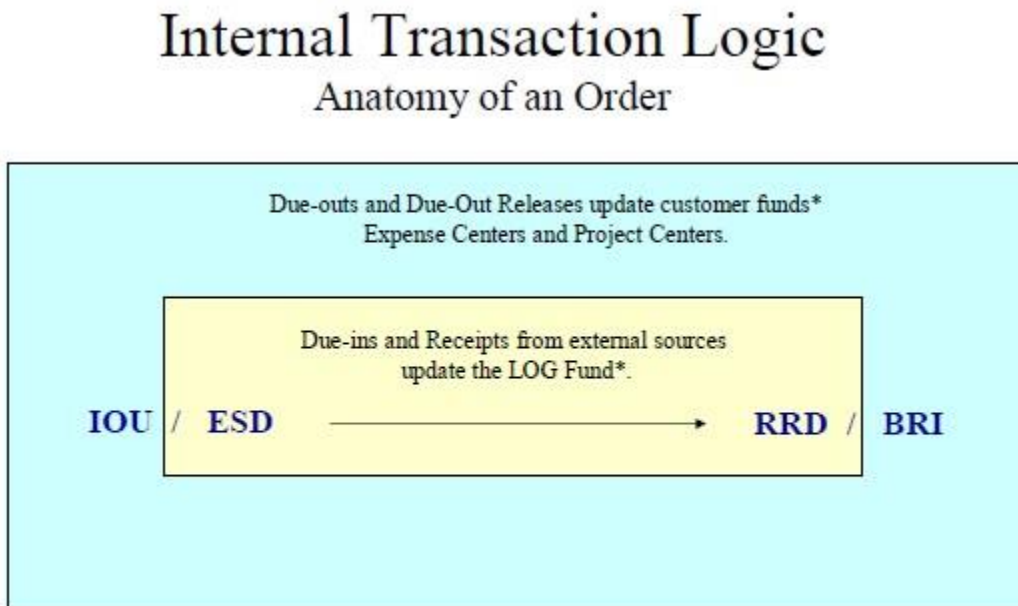 Internal Transaction Logic
Anatomy of an Order
Due-outs and Due-Out Releases update customer funds*
Expense Centers and Project Centers.
Due-ins and Receipts from external sources
update the LOG Fund*.
IOU / ESD RRD / BRI